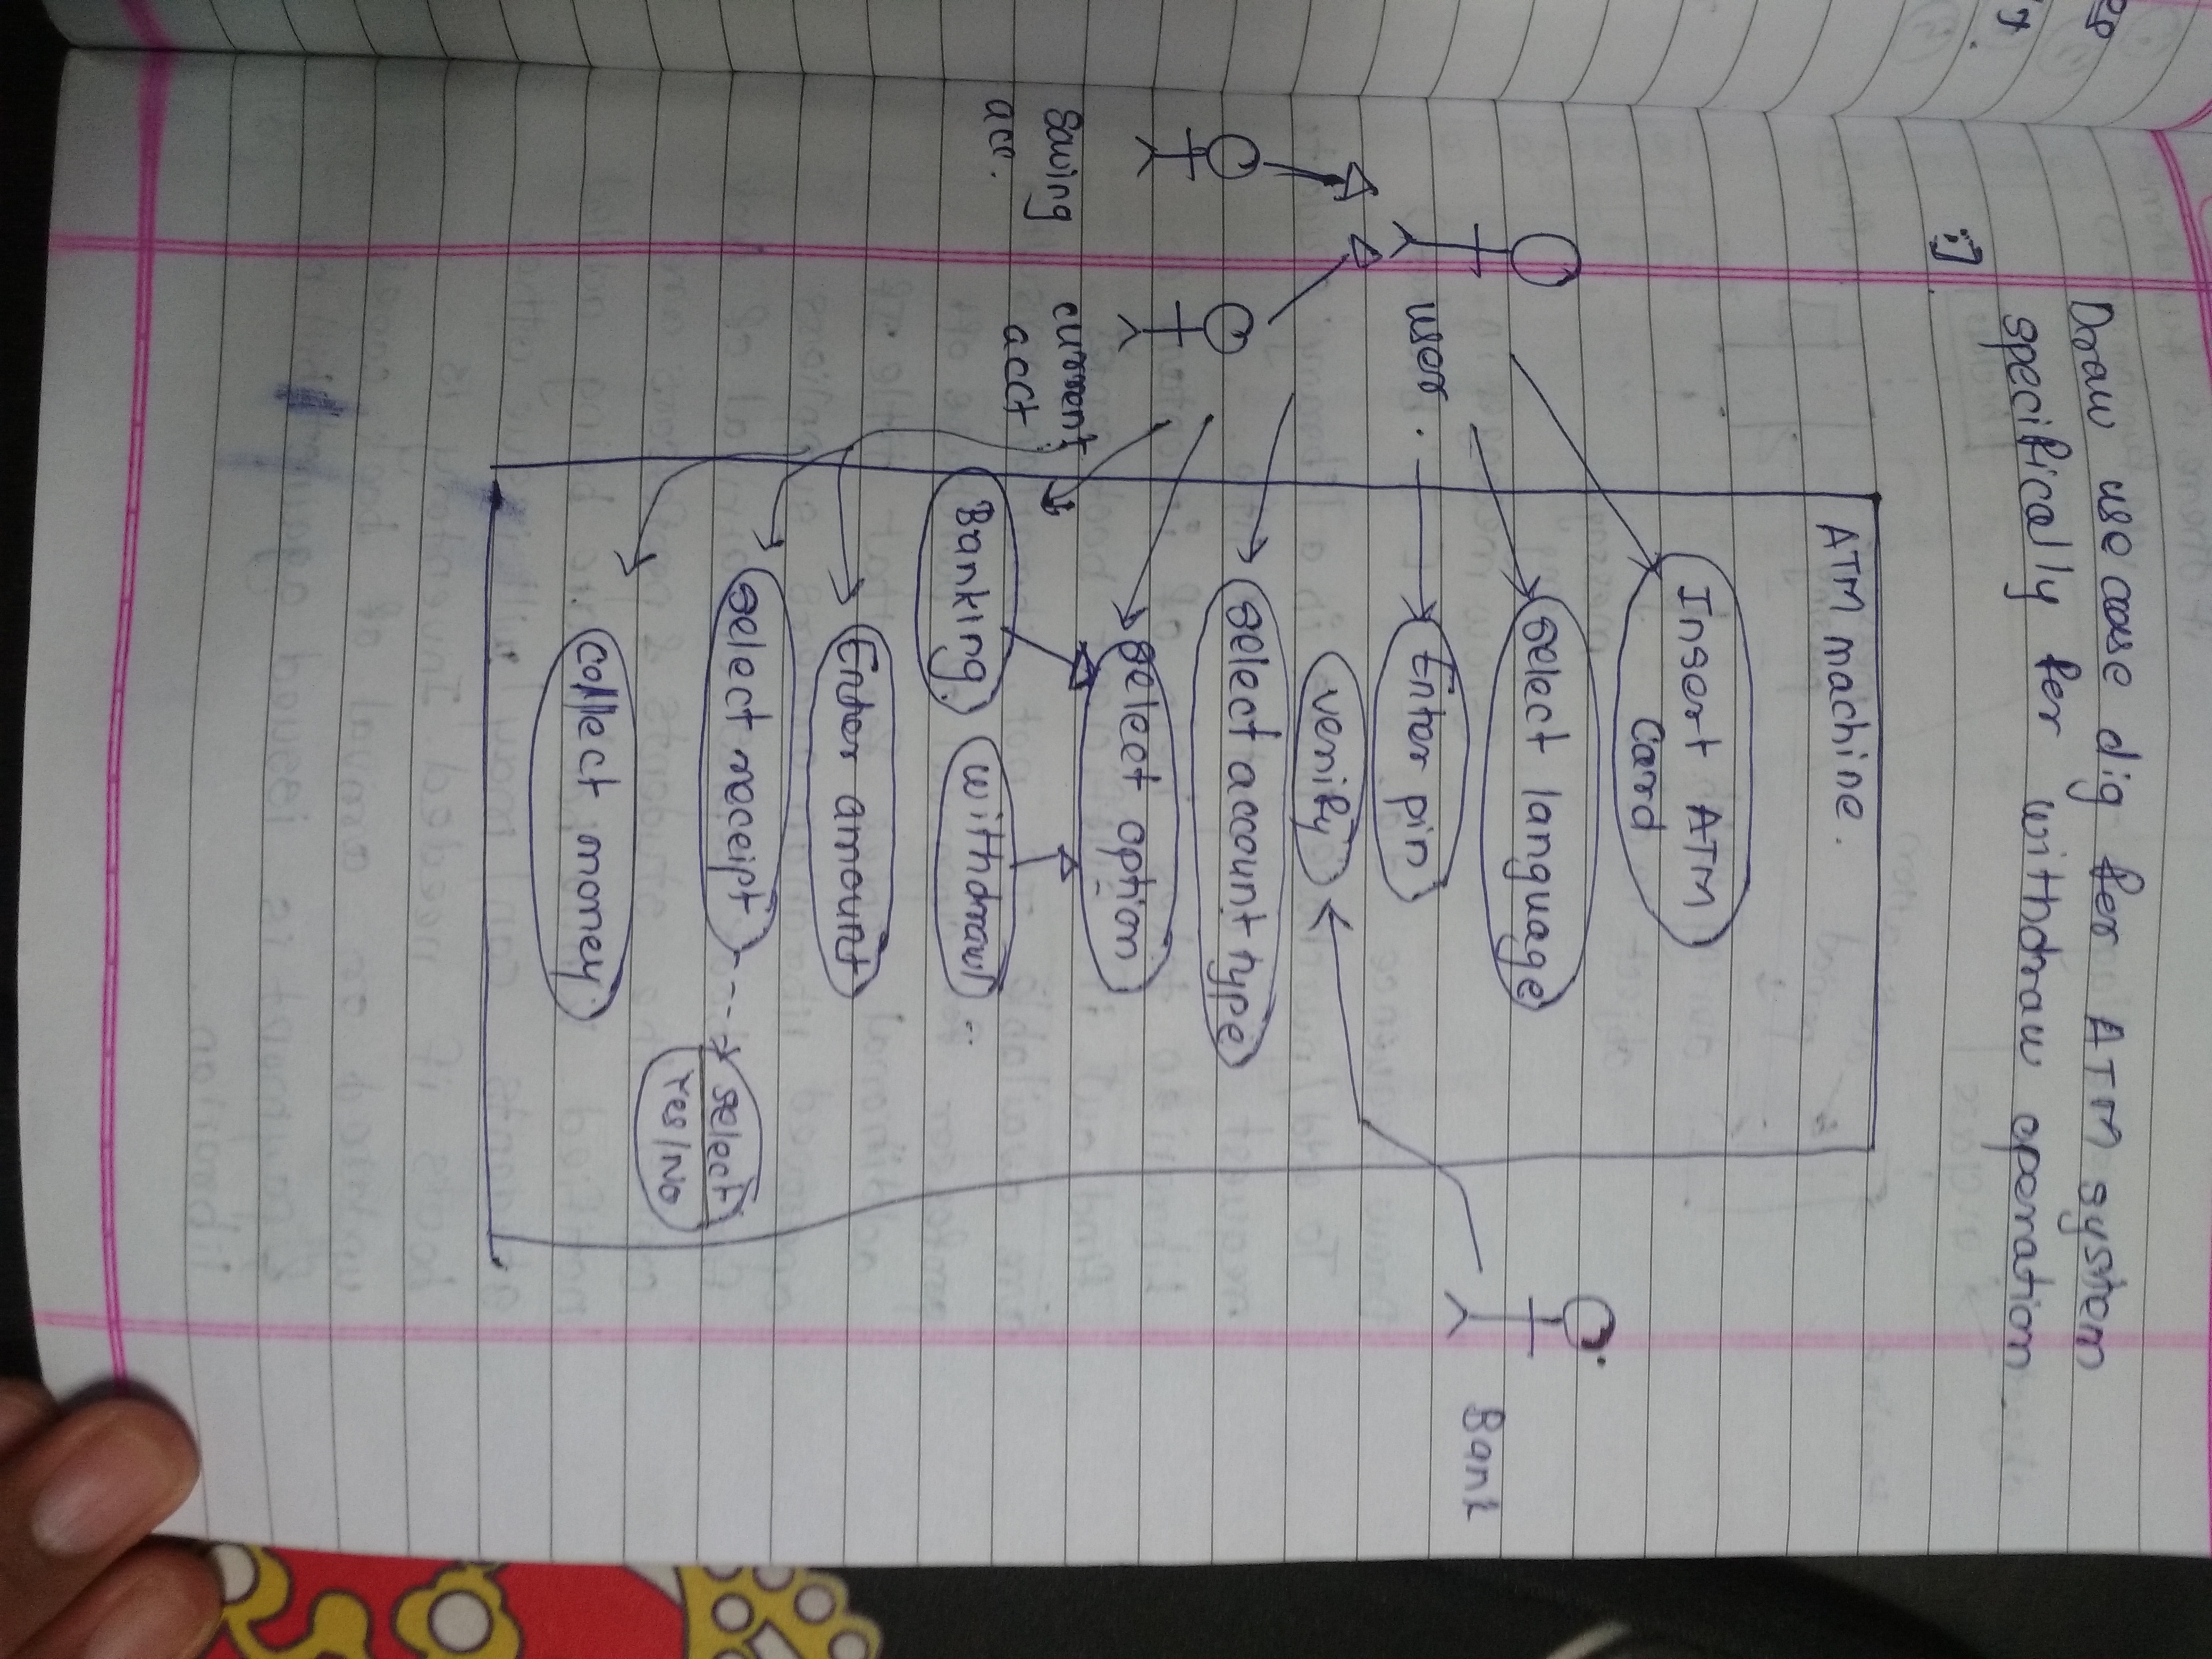 Draw use case dig for ATM system
specifically for withdraw operation.
:]
ATM machine.
Insert ATM
Card
select language
Bank
user.
Enter pin
verify
select account type
select option
Saving
acc.
current
acct
Banking.
withdrawl ..
Enter amount
select receipt
select
Yes/No
collect money.